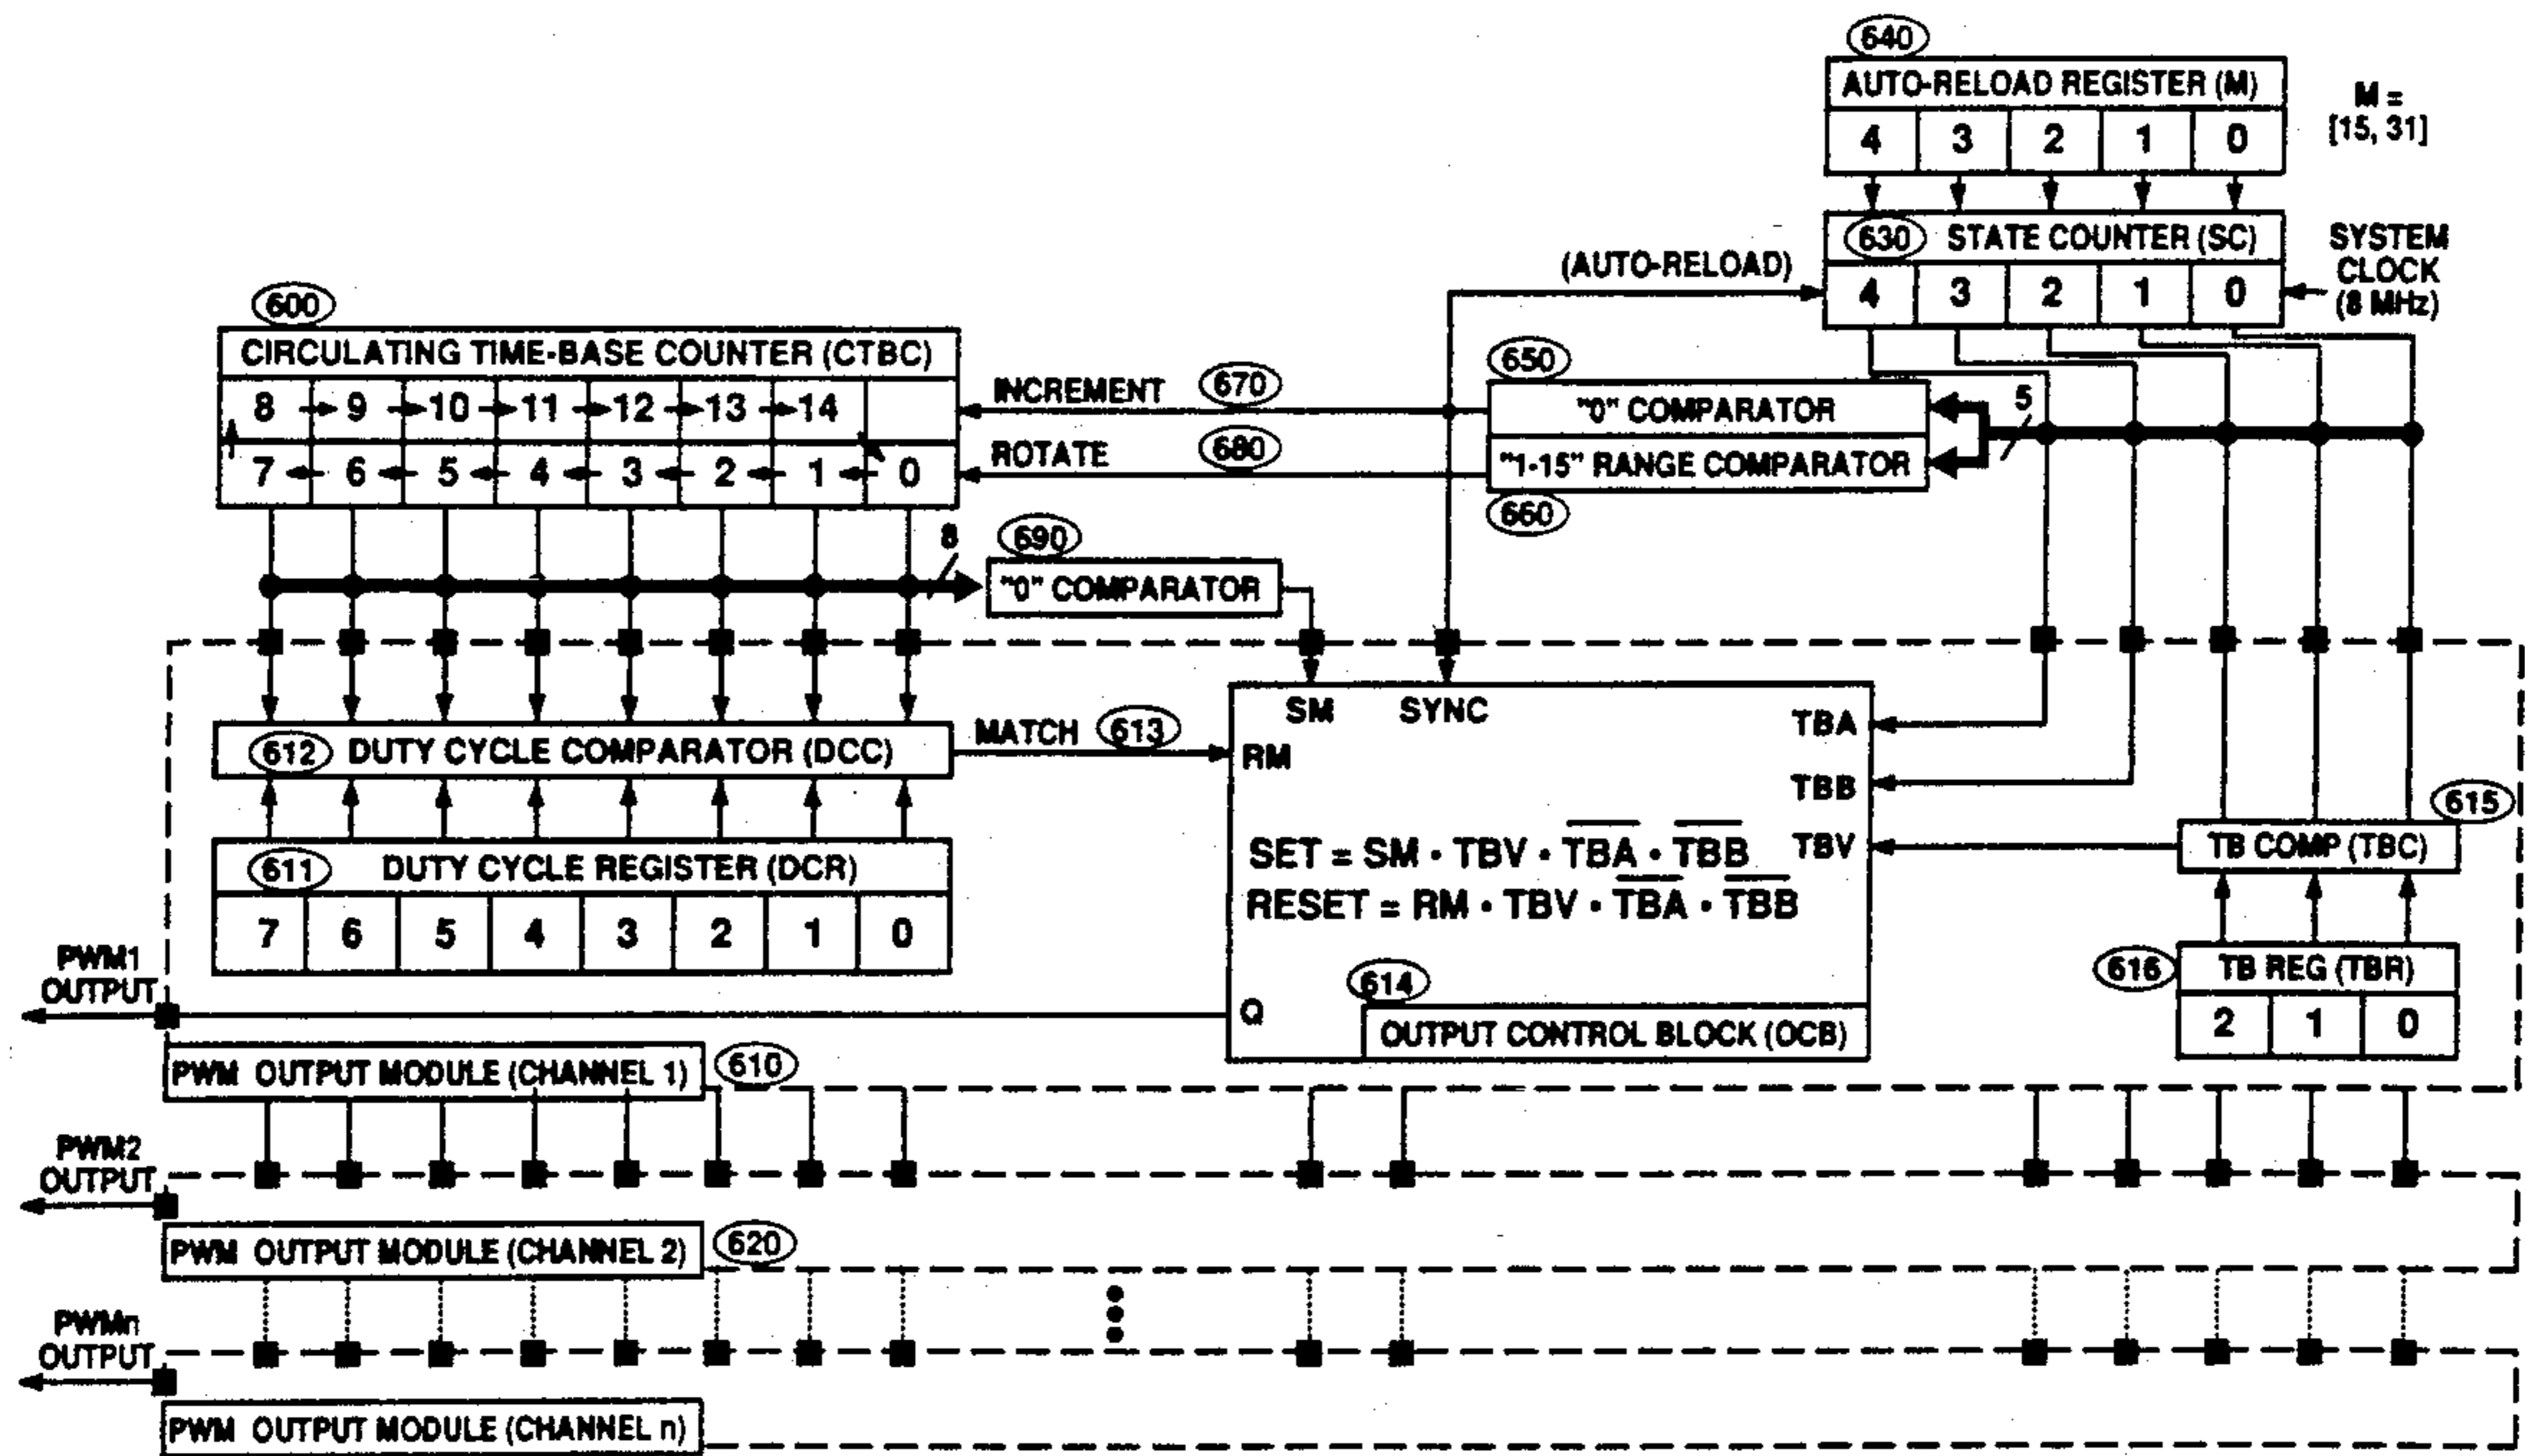 640
AUTO-RELOAD REGISTER (M)
M =
[15, 31]
4 3 2 1 0
630 STATE COUNTER (SC)
4 3 2 1 0
SYSTEM
CLOCK
(8 MHz)
(AUTO-RELOAD)
600
CIRCULATING TIME-BASE COUNTER (CTBC)
8 9 10 11 12 13 14
7 6 5 4 3 2 1 0
INCREMENT 670
ROTATE 680
650
"0" COMPARATOR
"1-15" RANGE COMPARATOR
660
5
8
690
"0" COMPARATOR
SM SYNC
RM
TBA
TBB
TBV
612 DUTY CYCLE COMPARATOR (DCC)
MATCH 613
611 DUTY CYCLE REGISTER (DCR)
7 6 5 4 3 2 1 0
SET = SM · TBV · T̅B̅A̅ · T̅B̅B̅
RESET = RM · TBV · T̅B̅A̅ · T̅B̅B̅
615
TB COMP (TBC)
616 TB REG (TBR)
2 1 0
Q
614
OUTPUT CONTROL BLOCK (OCB)
PWM1
OUTPUT
PWM OUTPUT MODULE (CHANNEL 1) 610
PWM2
OUTPUT
PWM OUTPUT MODULE (CHANNEL 2) 620
PWMn
OUTPUT
PWM OUTPUT MODULE (CHANNEL n)